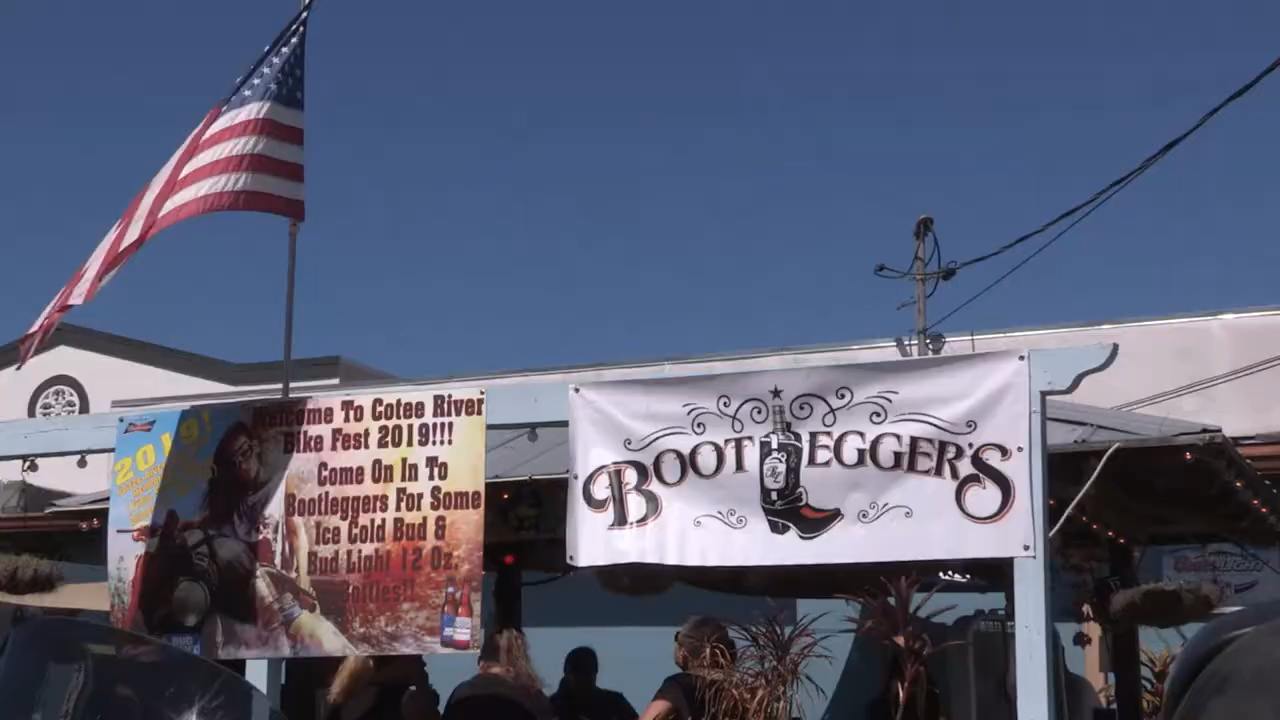 2019!
Welcome To Cotee River
Bike Fest 2019!!!
Come On In To
Bootleggers For Some
Ice Cold Bud &
Bud Light 12 Oz.
Bottles!!
BOOTLEGGER'S